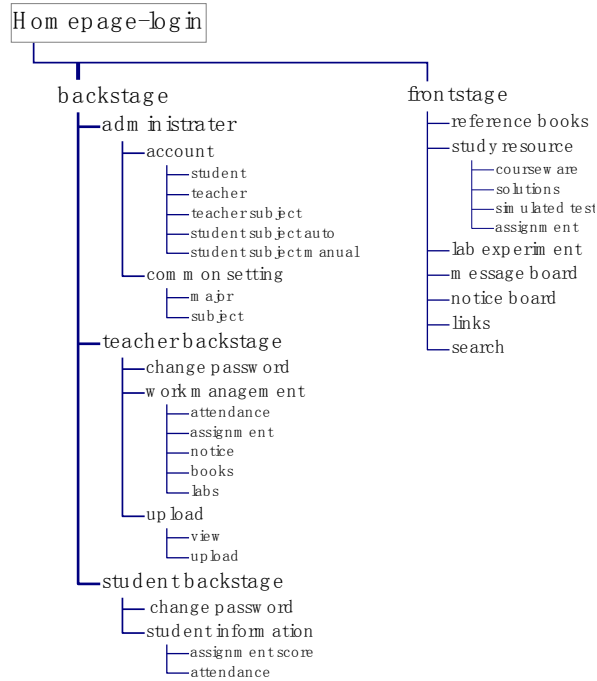 Homepage-login
backstage
administrater
account
student
teacher
teacher subject
student subject auto
student subject manual
common setting
major
subject
teacher backstage
change password
work management
attendance
assignment
notice
books
labs
upload
view
upload
student backstage
change password
student information
assignment score
attendance
frontstage
reference books
study resource
courseware
solutions
simulated test
assignment
lab experiment
message board
notice board
links
search